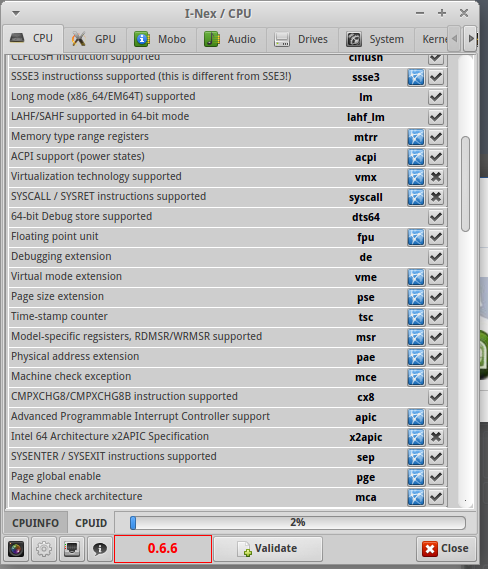 I-Nex / CPU
CPU GPU Mobo Audio Drives System Kerne
CLFLUSH instruction supported clflush
SSSE3 instructionss supported (this is different from SSE3!) ssse3
Long mode (x86_64/EM64T) supported lm
LAHF/SAHF supported in 64-bit mode lahf_lm
Memory type range registers mtrr
ACPI support (power states) acpi
Virtualization technology supported vmx
SYSCALL / SYSRET instructions supported syscall
64-bit Debug store supported dts64
Floating point unit fpu
Debugging extension de
Virtual mode extension vme
Page size extension pse
Time-stamp counter tsc
Model-specific regsisters, RDMSR/WRMSR supported msr
Physical address extension pae
Machine check exception mce
CMPXCHG8/CMPXCHG8B instruction supported cx8
Advanced Programmable Interrupt Controller support apic
Intel 64 Architecture x2APIC Specification x2apic
SYSENTER / SYSEXIT instructions supported sep
Page global enable pge
Machine check architecture mca
CPUINFO CPUID 2%
0.6.6 Validate Close